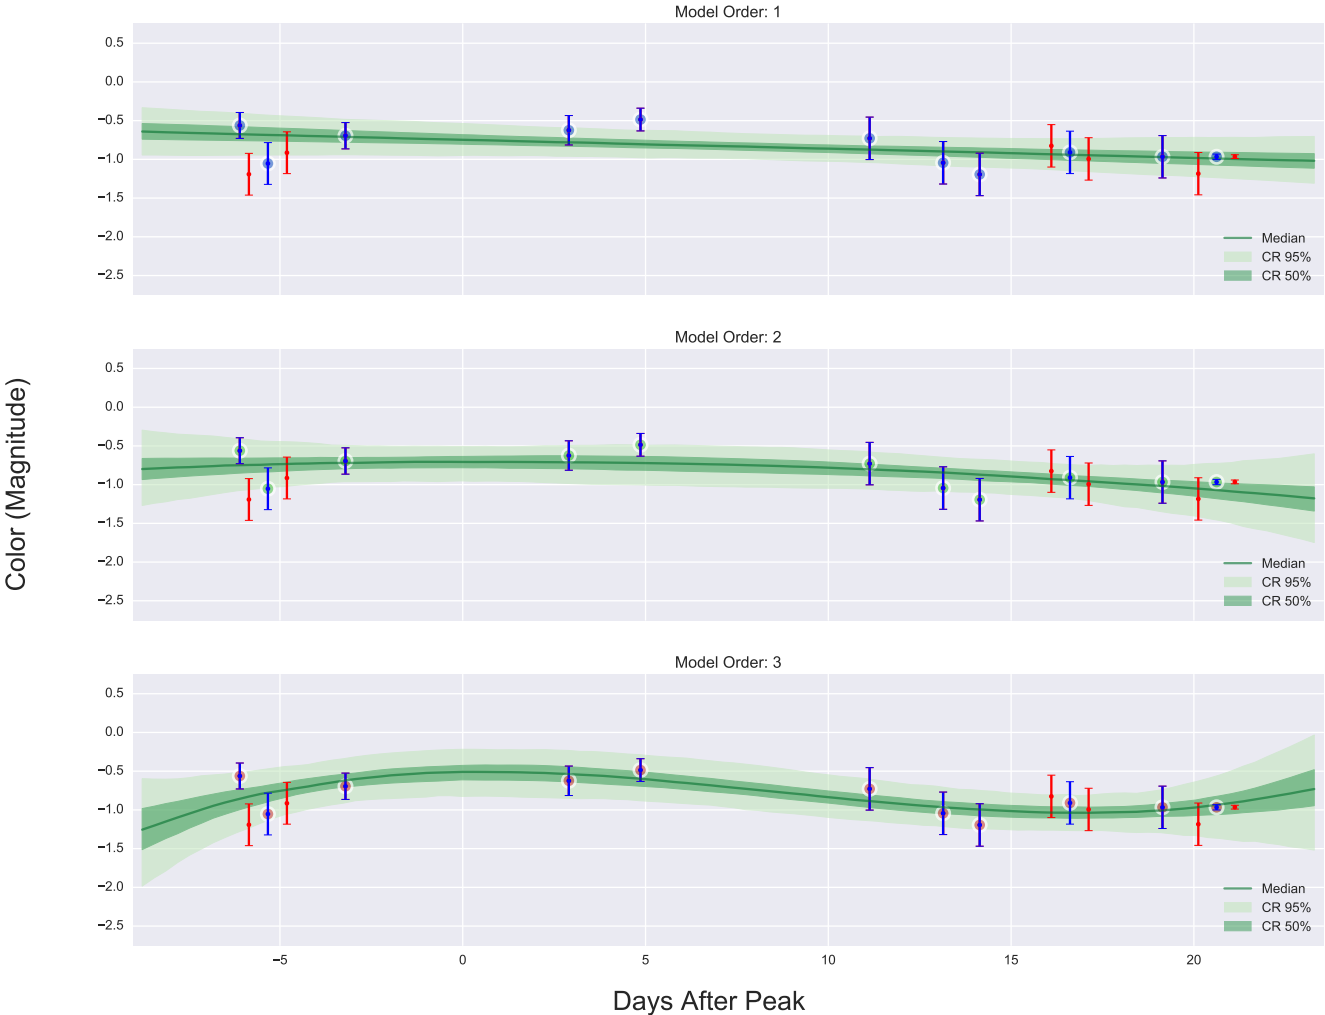 Model Order: 1
0.5
0.0
−0.5
−1.0
−1.5
−2.0
−2.5
Median
CR 95%
CR 50%
Model Order: 2
0.5
0.0
−0.5
−1.0
−1.5
−2.0
−2.5
Median
CR 95%
CR 50%
Color (Magnitude)
Model Order: 3
0.5
0.0
−0.5
−1.0
−1.5
−2.0
−2.5
Median
CR 95%
CR 50%
−5 0 5 10 15 20
Days After Peak